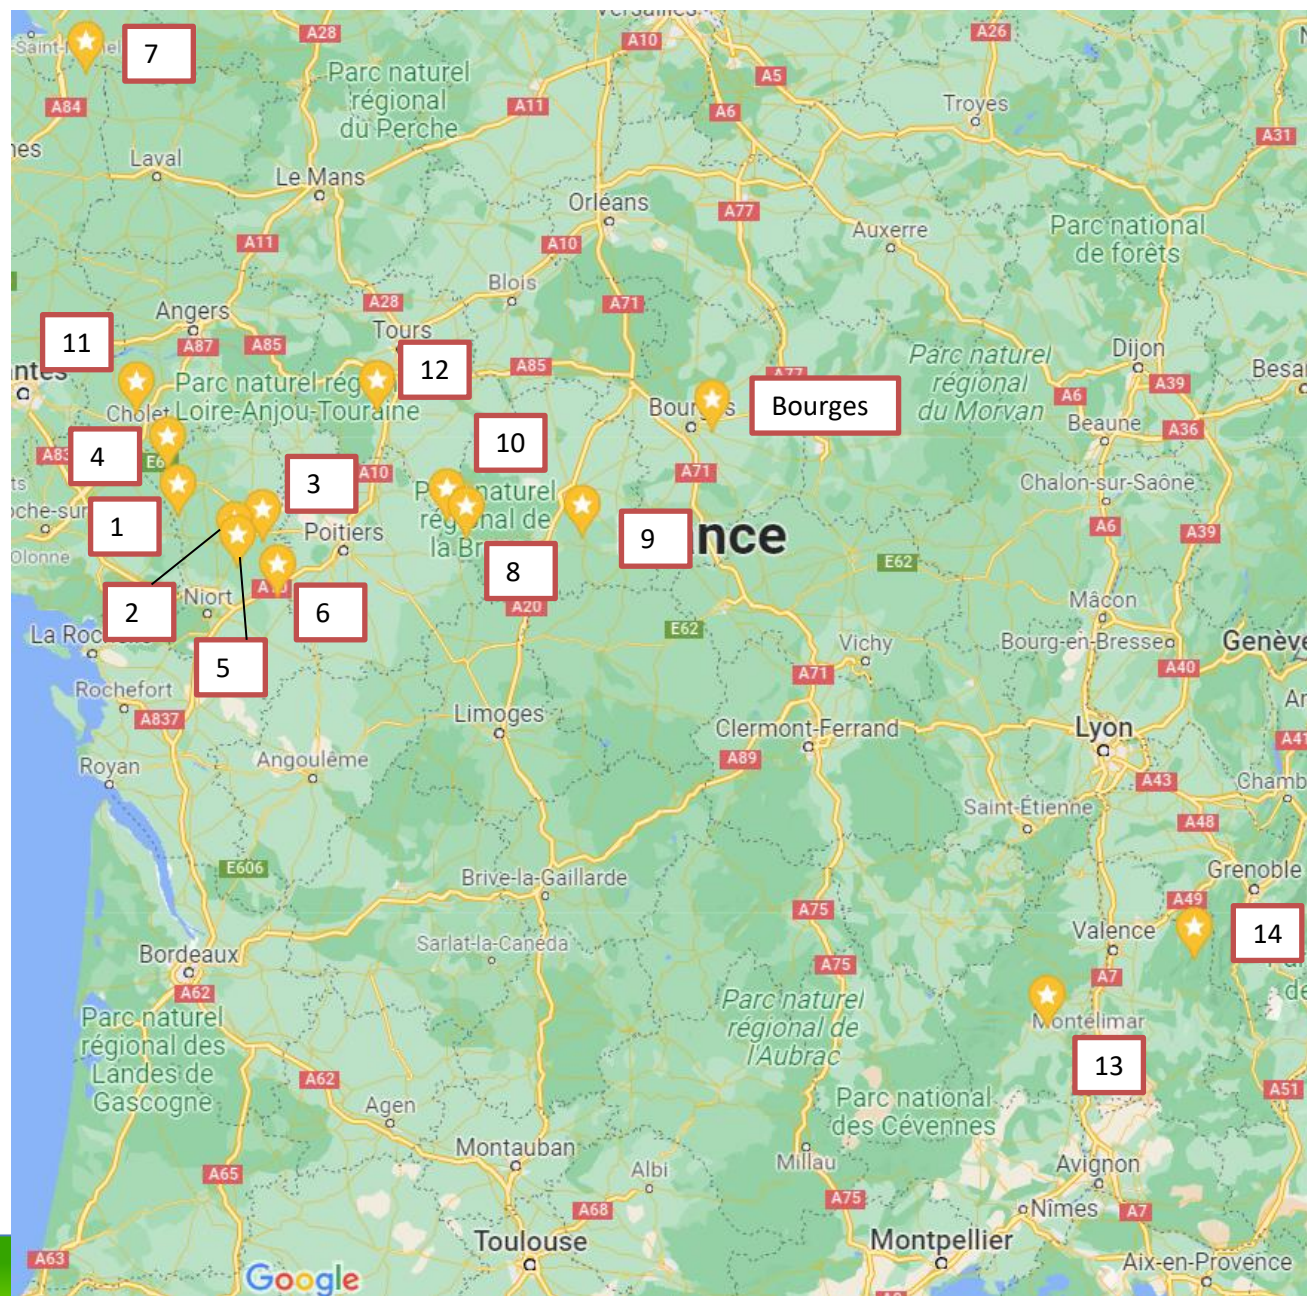 Versailles
A28
A10
A26
7
A5
Parc naturel
régional
du Perche
A84
A11
A6
Troyes
A31
Laval
Le Mans
Orléans
A77
Auxerre
Parc national
de forêts
A11
A10
Blois
A28
A71
Angers
Tours
11
A87
A85
A85
12
Parc naturel
régional
du Morvan
Dijon
A77
A6
A39
Parc naturel rég
Loire-Anjou-Touraine
Cholet
Bourges
Bourges
Beaune
A36
4
10
A83
A10
A71
3
Parc naturel
régional de
la Br
Chalon-sur-Saône
1
Poitiers
9
nce
A6
A39
8
E62
2
Niort
6
A20
Mâcon
E62
La Rochelle
5
Vichy
Bourg-en-Bresse
Genève
A71
A40
Rochefort
A837
Limoges
Clermont-Ferrand
Lyon
A41
Royan
Angoulême
A89
A43
Chamb
Saint-Étienne
A48
E606
Brive-la-Gaillarde
Grenoble
A75
A49
Sarlat-la-Canéda
Valence
14
Bordeaux
A75
A7
A62
Parc naturel
régional de
l'Aubrac
Montélimar
Parc naturel
régional des
Landes de
Gascogne
13
A62
Agen
Parc national
des Cévennes
A51
Montauban
Albi
Millau
Avignon
A65
A75
A68
Nîmes
A7
Toulouse
Montpellier
A63
Aix-en-Provence
Google